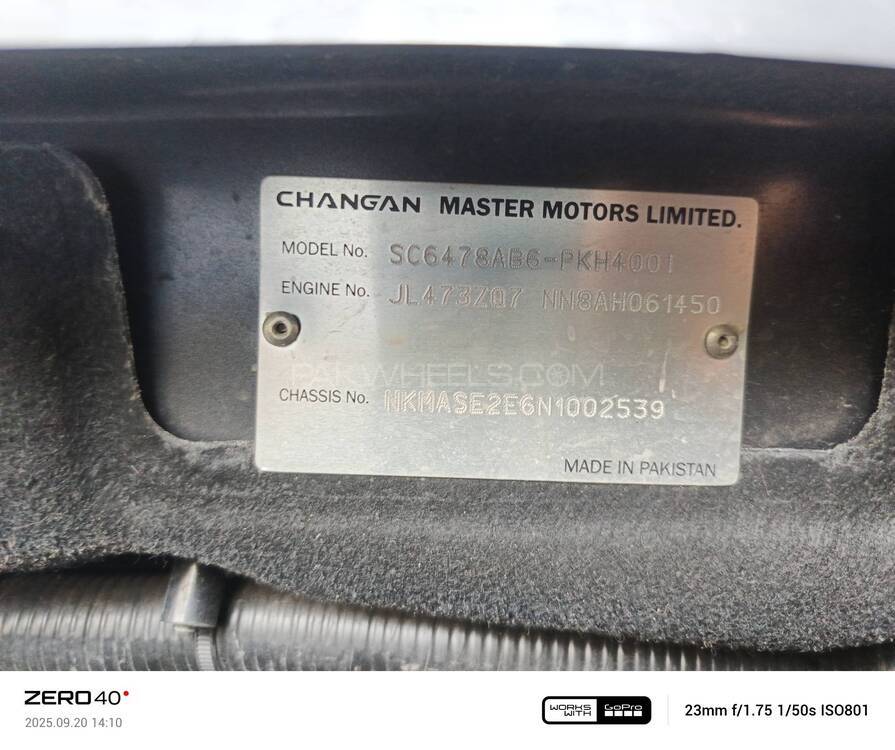 CHANGAN MASTER MOTORS LIMITED.
MODEL No. SC6478AB6-PKH4001
ENGINE No. JL473ZQ7 NN8AH061450
PAKWHEELS.COM
CHASSIS No. NKMASE2E6N1002539
MADE IN PAKISTAN
ZERO40
WORKS WITH GoPro
23mm f/1.75 1/50s ISO801
2025.09.20 14:10